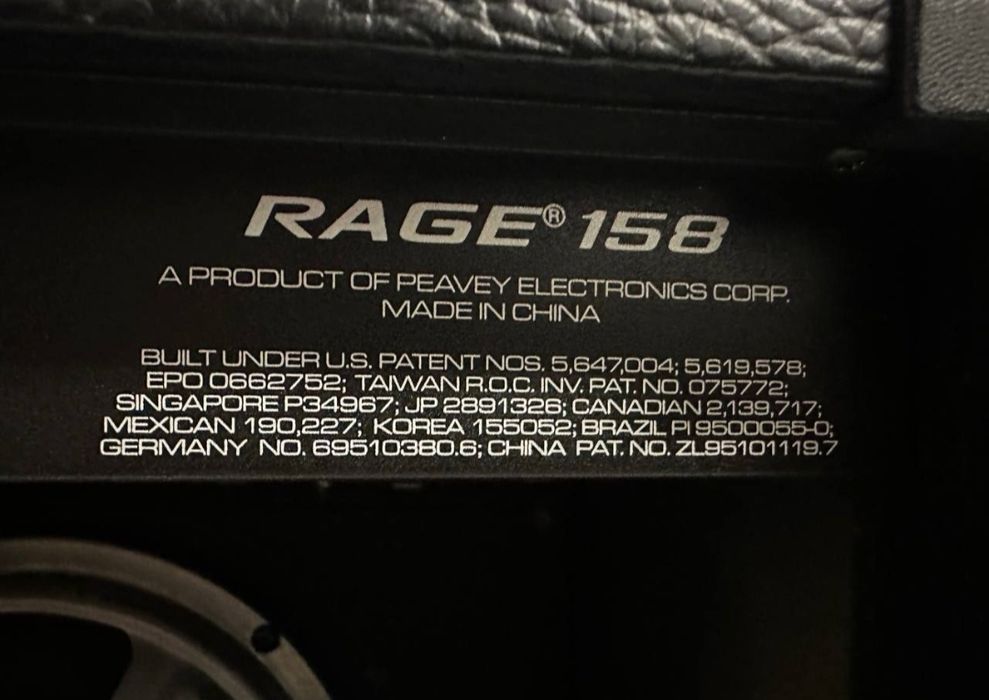 RAGE® 158
A PRODUCT OF PEAVEY ELECTRONICS CORP.
MADE IN CHINA
BUILT UNDER U.S. PATENT NOS. 5,647,004; 5,619,578;
EPO 0662752; TAIWAN R.O.C. INV. PAT. NO. 075772;
SINGAPORE P34967; JP 2891326; CANADIAN 2,139,717;
MEXICAN 190,227; KOREA 155052; BRAZIL PI 9500055-0;
GERMANY NO. 69510380.6; CHINA PAT. NO. ZL95101119.7